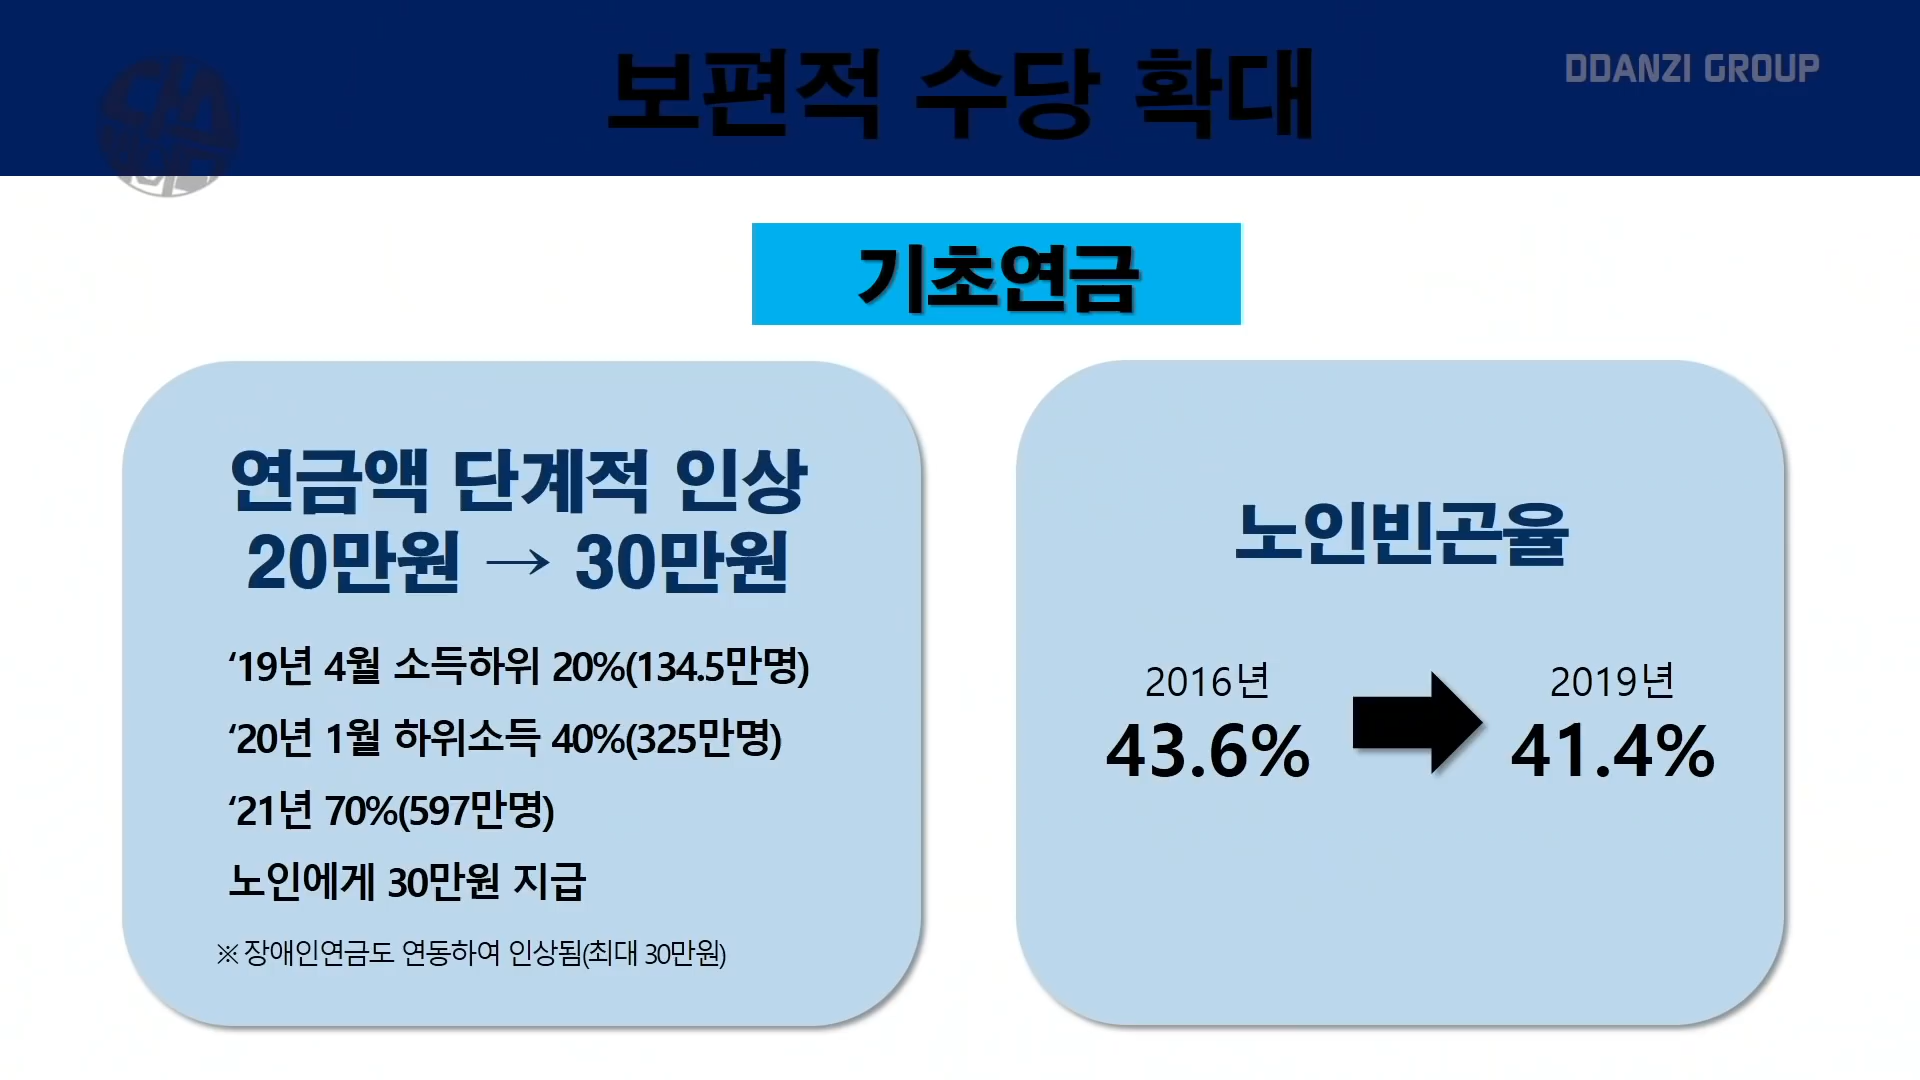 보편적 수당 확대
DDANZI GROUP
기초연금
연금액 단계적 인상
20만원 → 30만원
‘19년 4월 소득하위 20%(134.5만명)
‘20년 1월 하위소득 40%(325만명)
‘21년 70%(597만명)
노인에게 30만원 지급
※ 장애인연금도 연동하여 인상됨(최대 30만원)
노인빈곤율
2016년
43.6%
2019년
41.4%